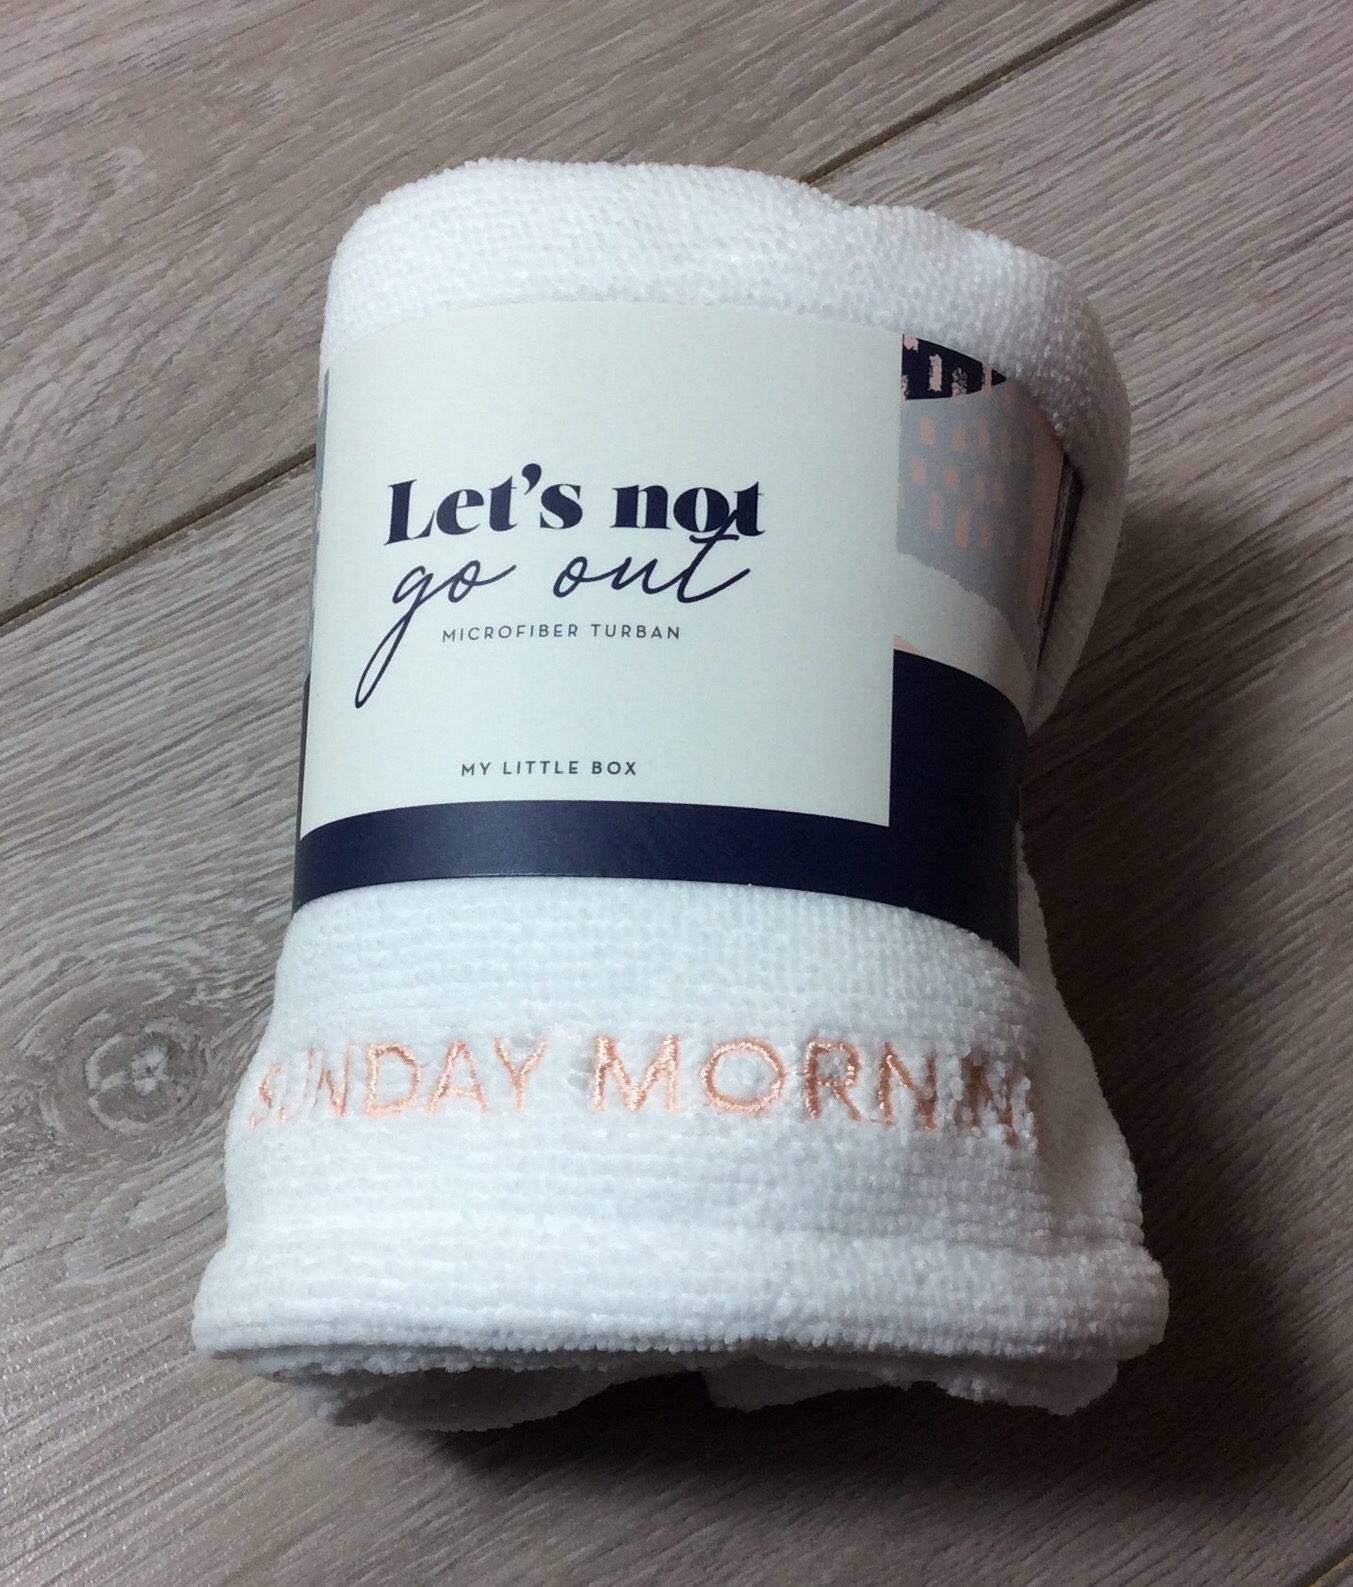 Let's not
go out
MICROFIBER TURBAN
MY LITTLE BOX
SUNDAY MORNIN